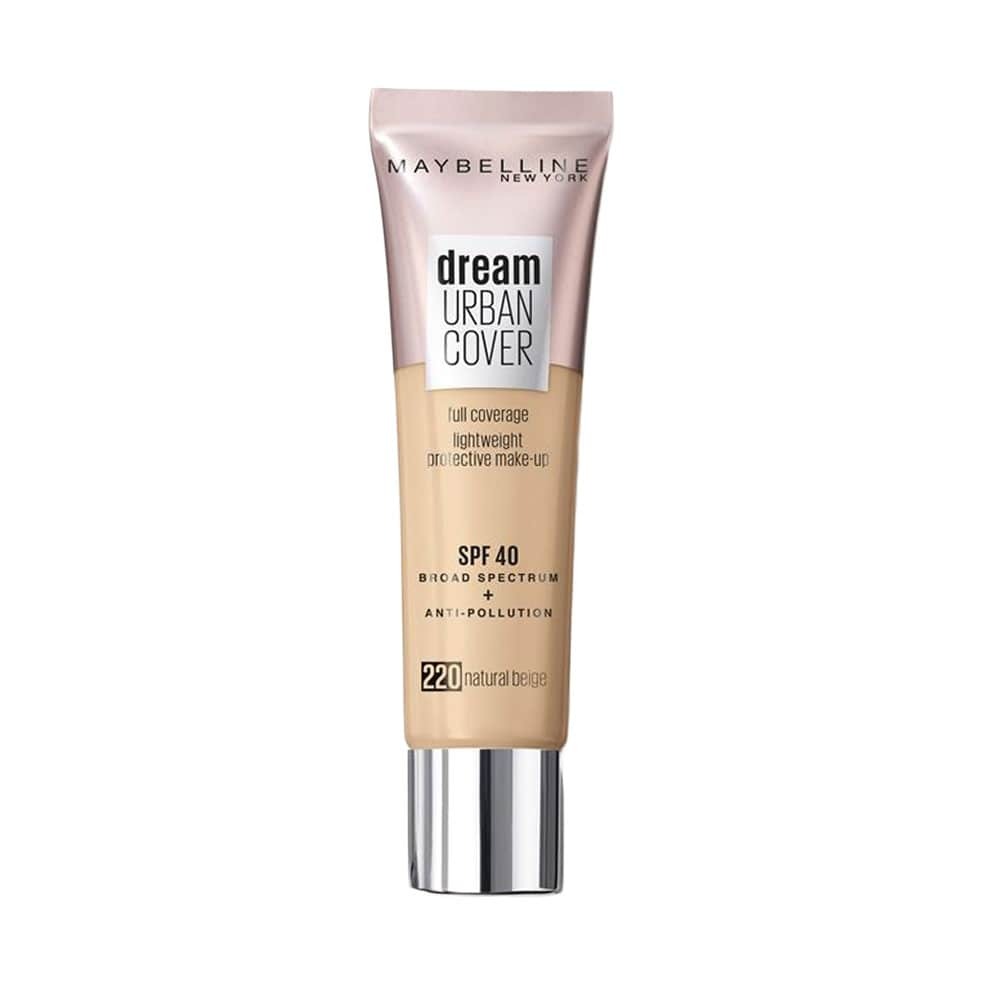 MAYBELLINE
NEW YORK
dream
URBAN
COVER
full coverage
lightweight
protective make-up
SPF 40
BROAD SPECTRUM
+
ANTI-POLLUTION
220 natural beige